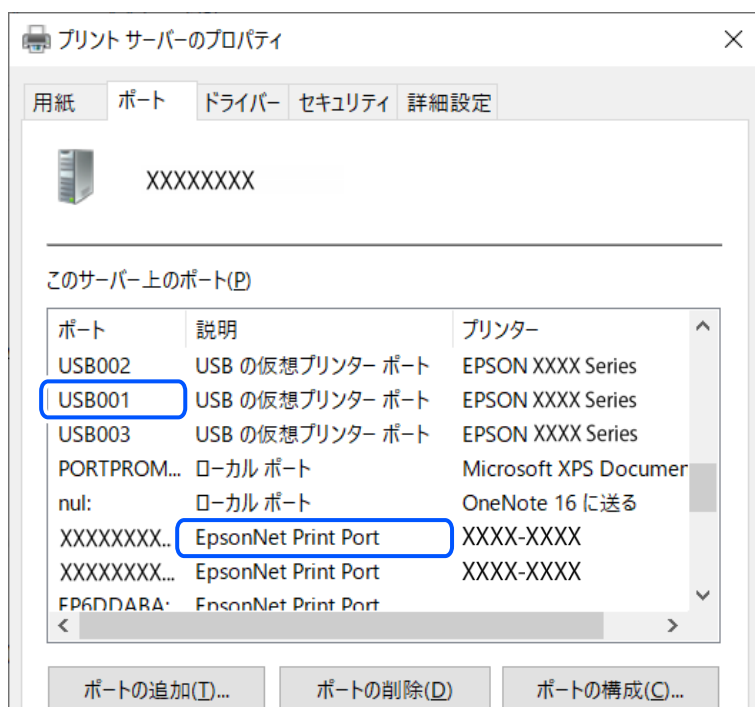 プリント サーバーのプロパティ
用紙 ポート ドライバー セキュリティ 詳細設定
XXXXXXXX
このサーバー上のポート(P)
ポート 説明 プリンター
USB002 USB の仮想プリンター ポート EPSON XXXX Series
USB001 USB の仮想プリンター ポート EPSON XXXX Series
USB003 USB の仮想プリンター ポート EPSON XXXX Series
PORTPROM... ローカル ポート Microsoft XPS Documer
nul: ローカル ポート OneNote 16 に送る
XXXXXXXX.. EpsonNet Print Port XXXX-XXXX
XXXXXXXX... EpsonNet Print Port XXXX-XXXX
EP6DDABA: EpsonNet Print Port
ポートの追加(T)... ポートの削除(D) ポートの構成(C)...